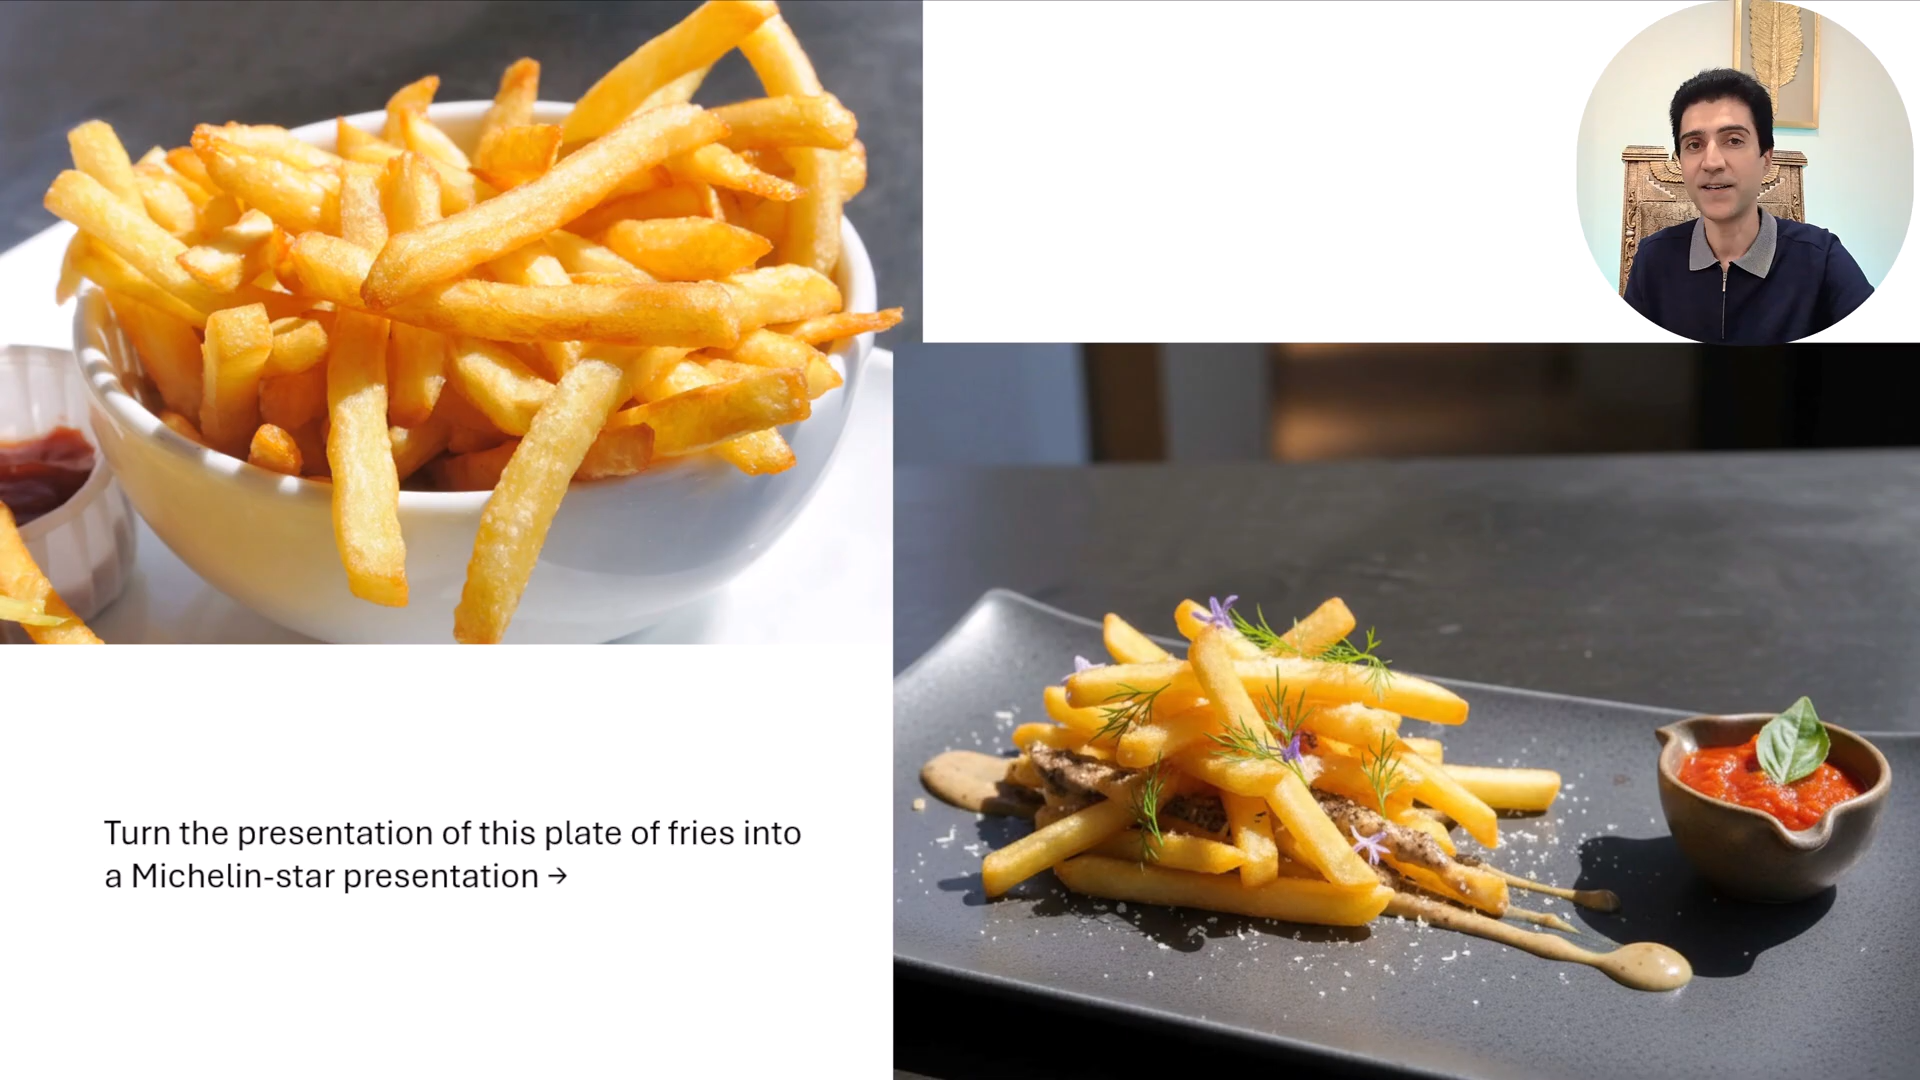 Turn the presentation of this plate of fries into
a Michelin-star presentation →